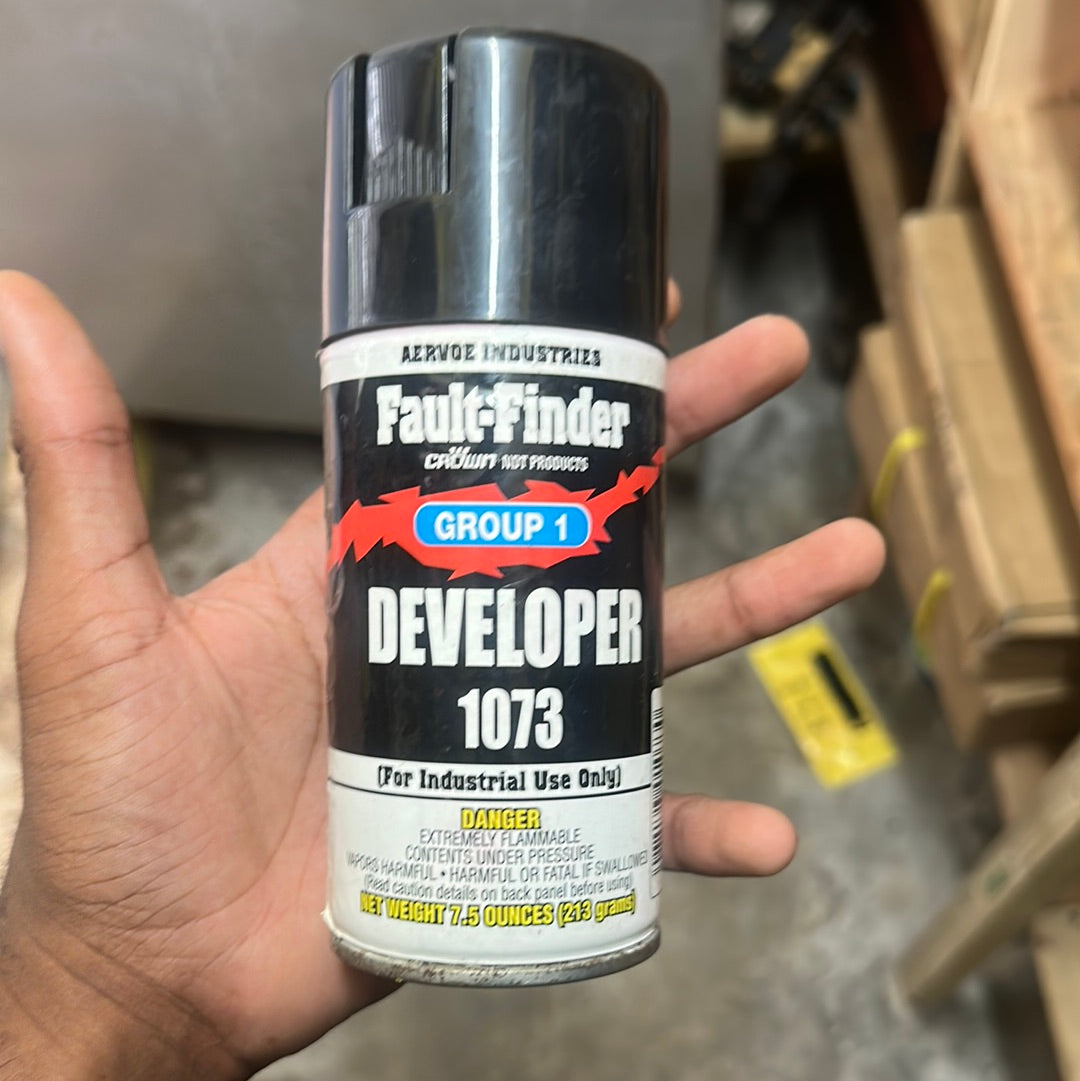 AERVOE INDUSTRIES
Fault-Finder
crown NDT PRODUCTS
GROUP 1
DEVELOPER
1073
(For Industrial Use Only)
DANGER
EXTREMELY FLAMMABLE
CONTENTS UNDER PRESSURE
VAPORS HARMFUL • HARMFUL OR FATAL IF SWALLOWED
(Read caution details on back panel before using)
NET WEIGHT 7.5 OUNCES (213 grams)